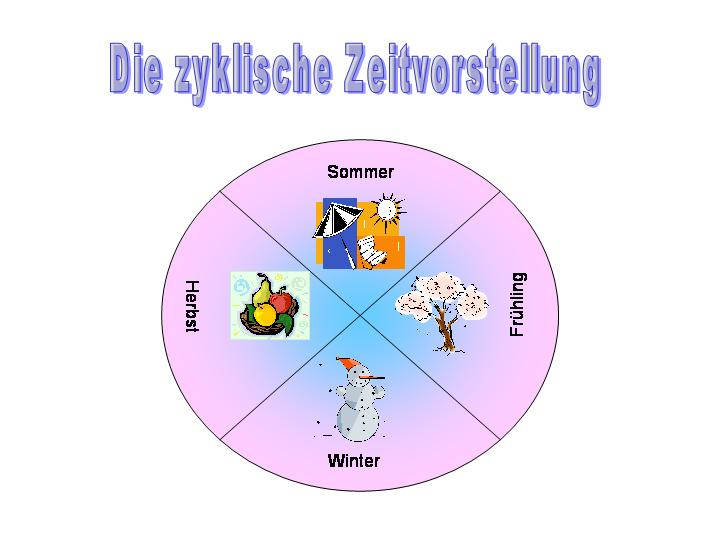 Die zyklische Zeitvorstellung
Sommer
Herbst
Frühling
Winter